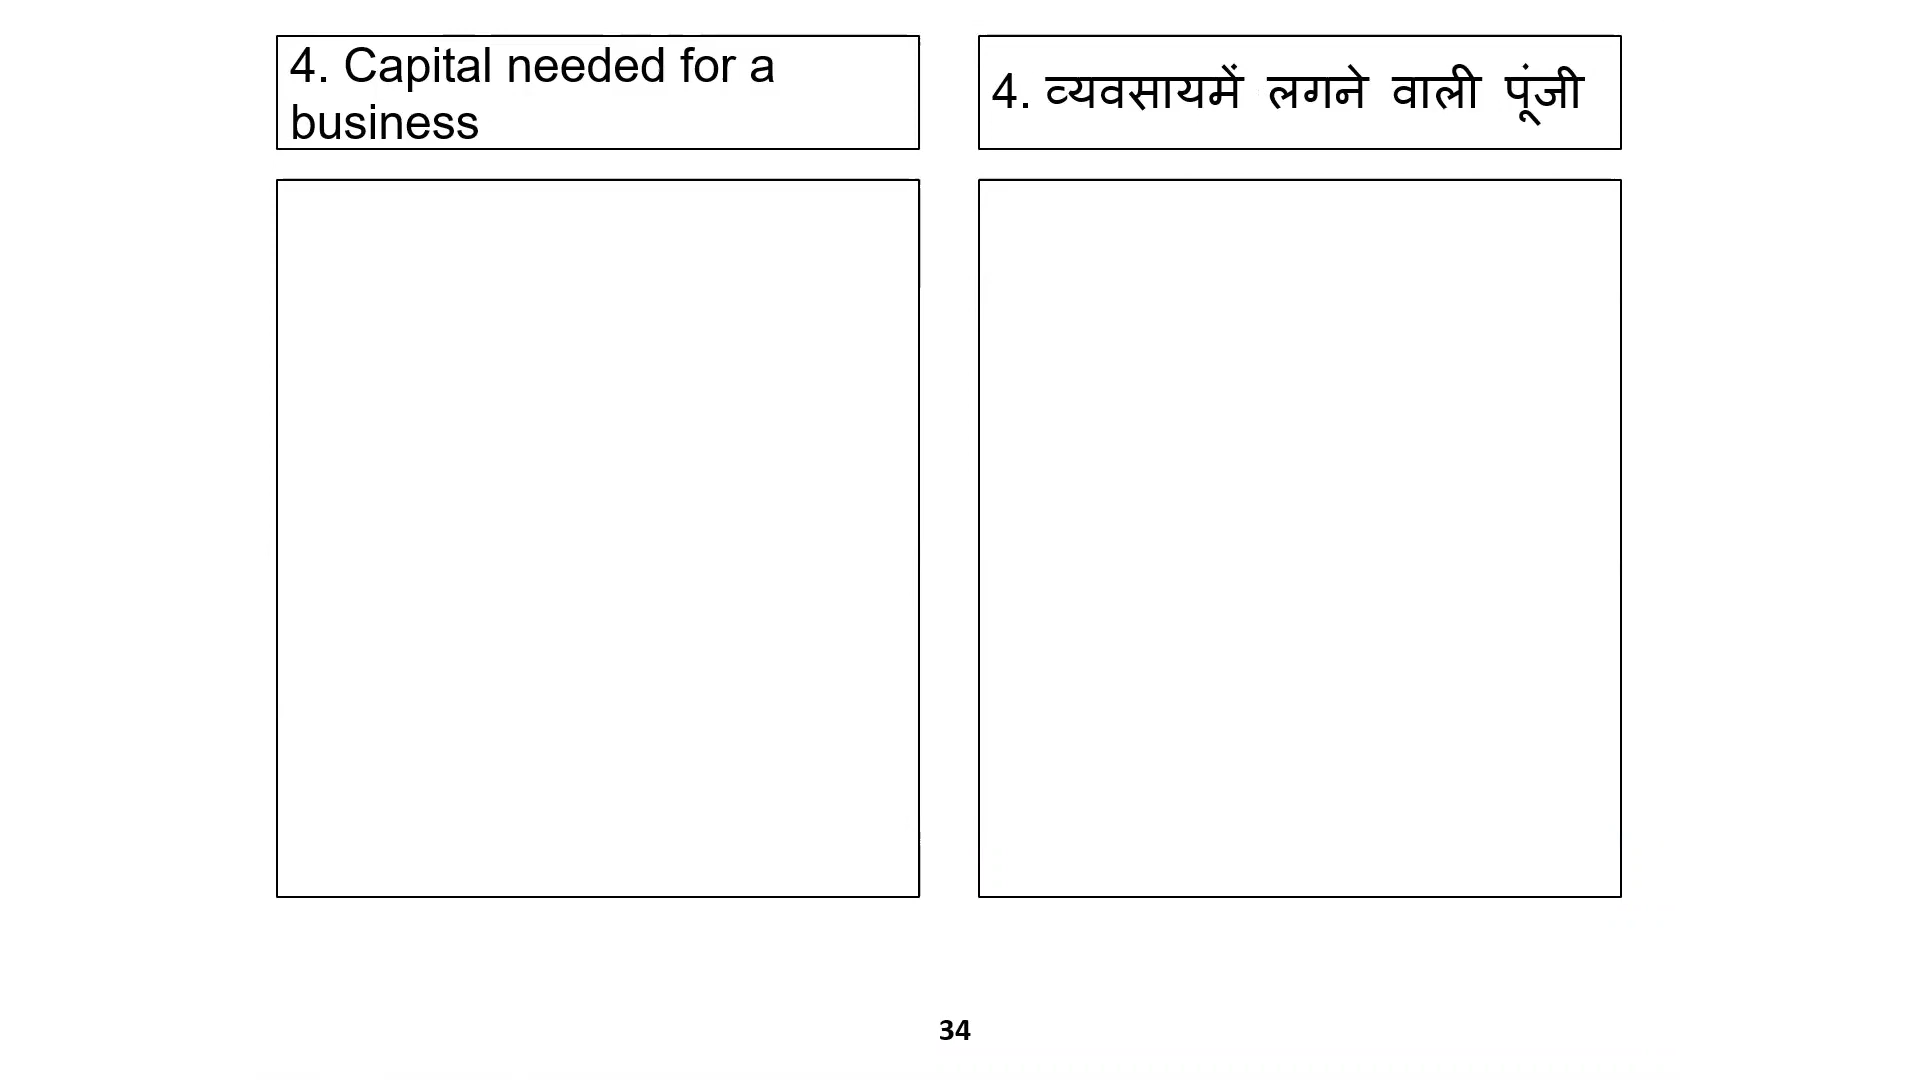 4. Capital needed for a
business
4. व्यवसायमें लगने वाली पूंजी
34